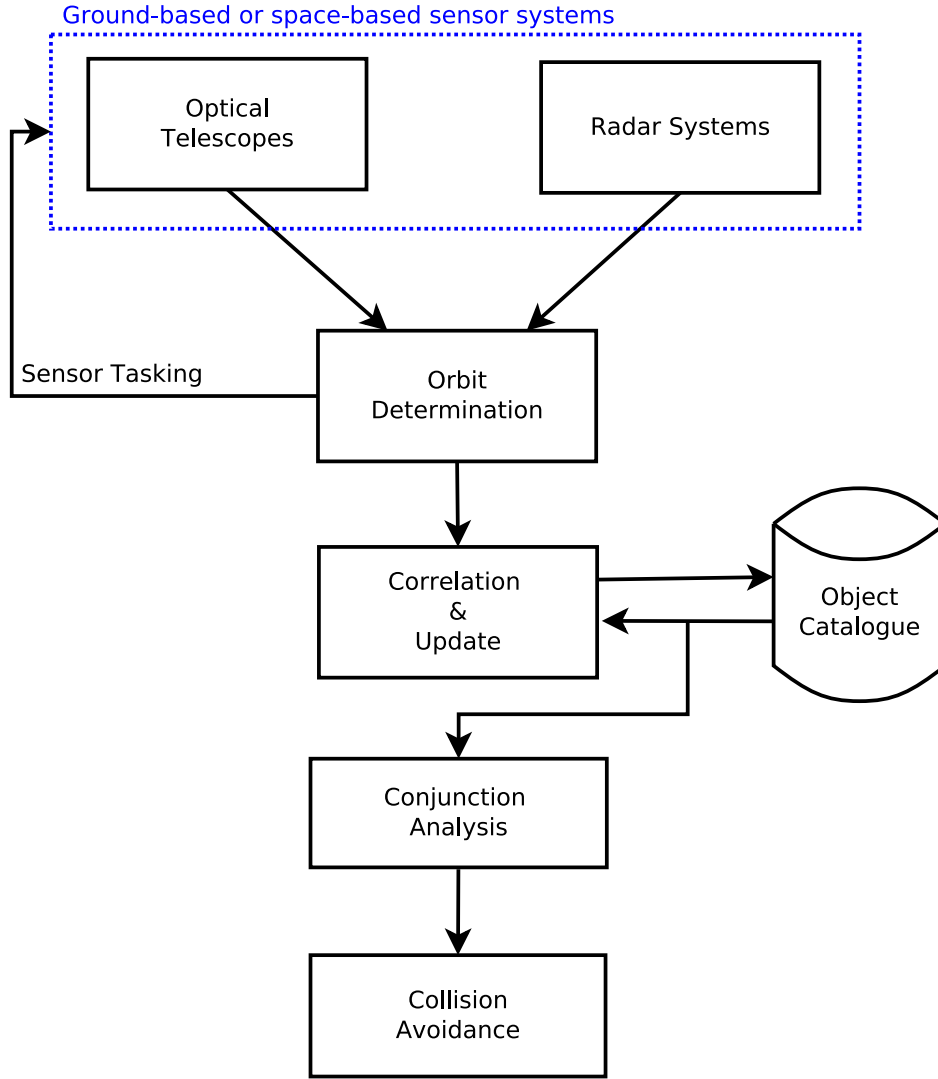 Ground-based or space-based sensor systems
Optical
Telescopes
Radar Systems
Sensor Tasking
Orbit
Determination
Correlation
&
Update
Object
Catalogue
Conjunction
Analysis
Collision
Avoidance